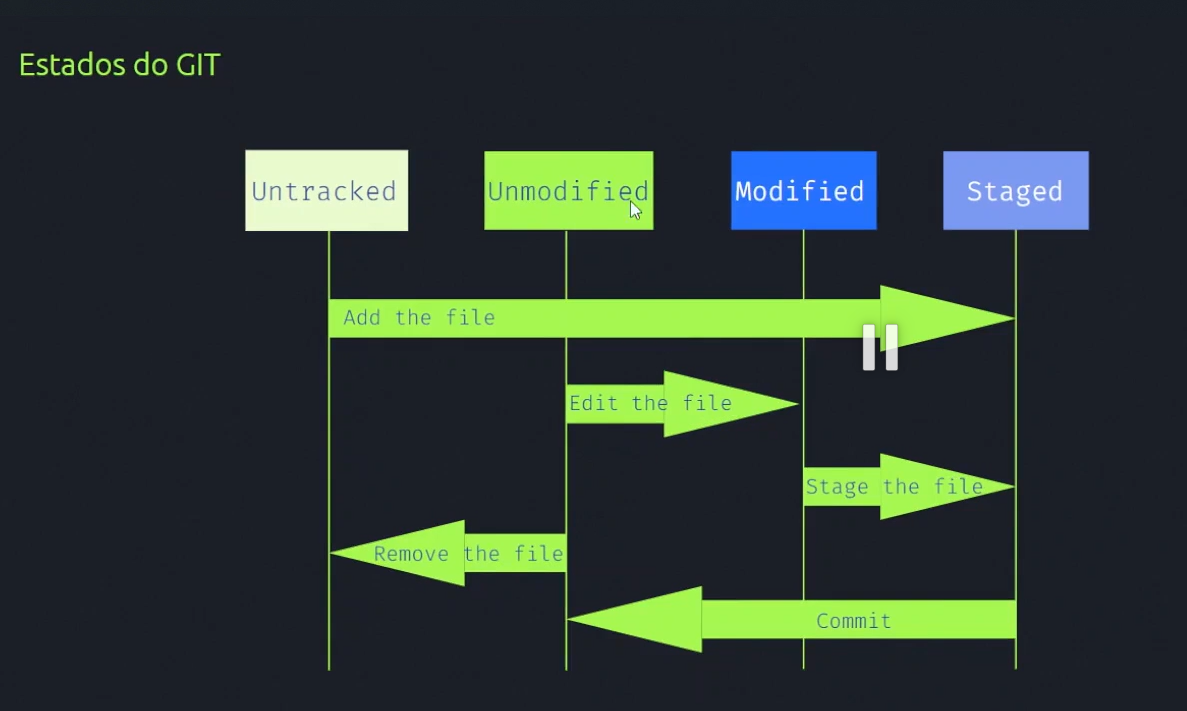 Estados do GIT
Untracked
Unmodified
Modified
Staged
Add the file
Edit the file
Stage the file
Remove the file
Commit